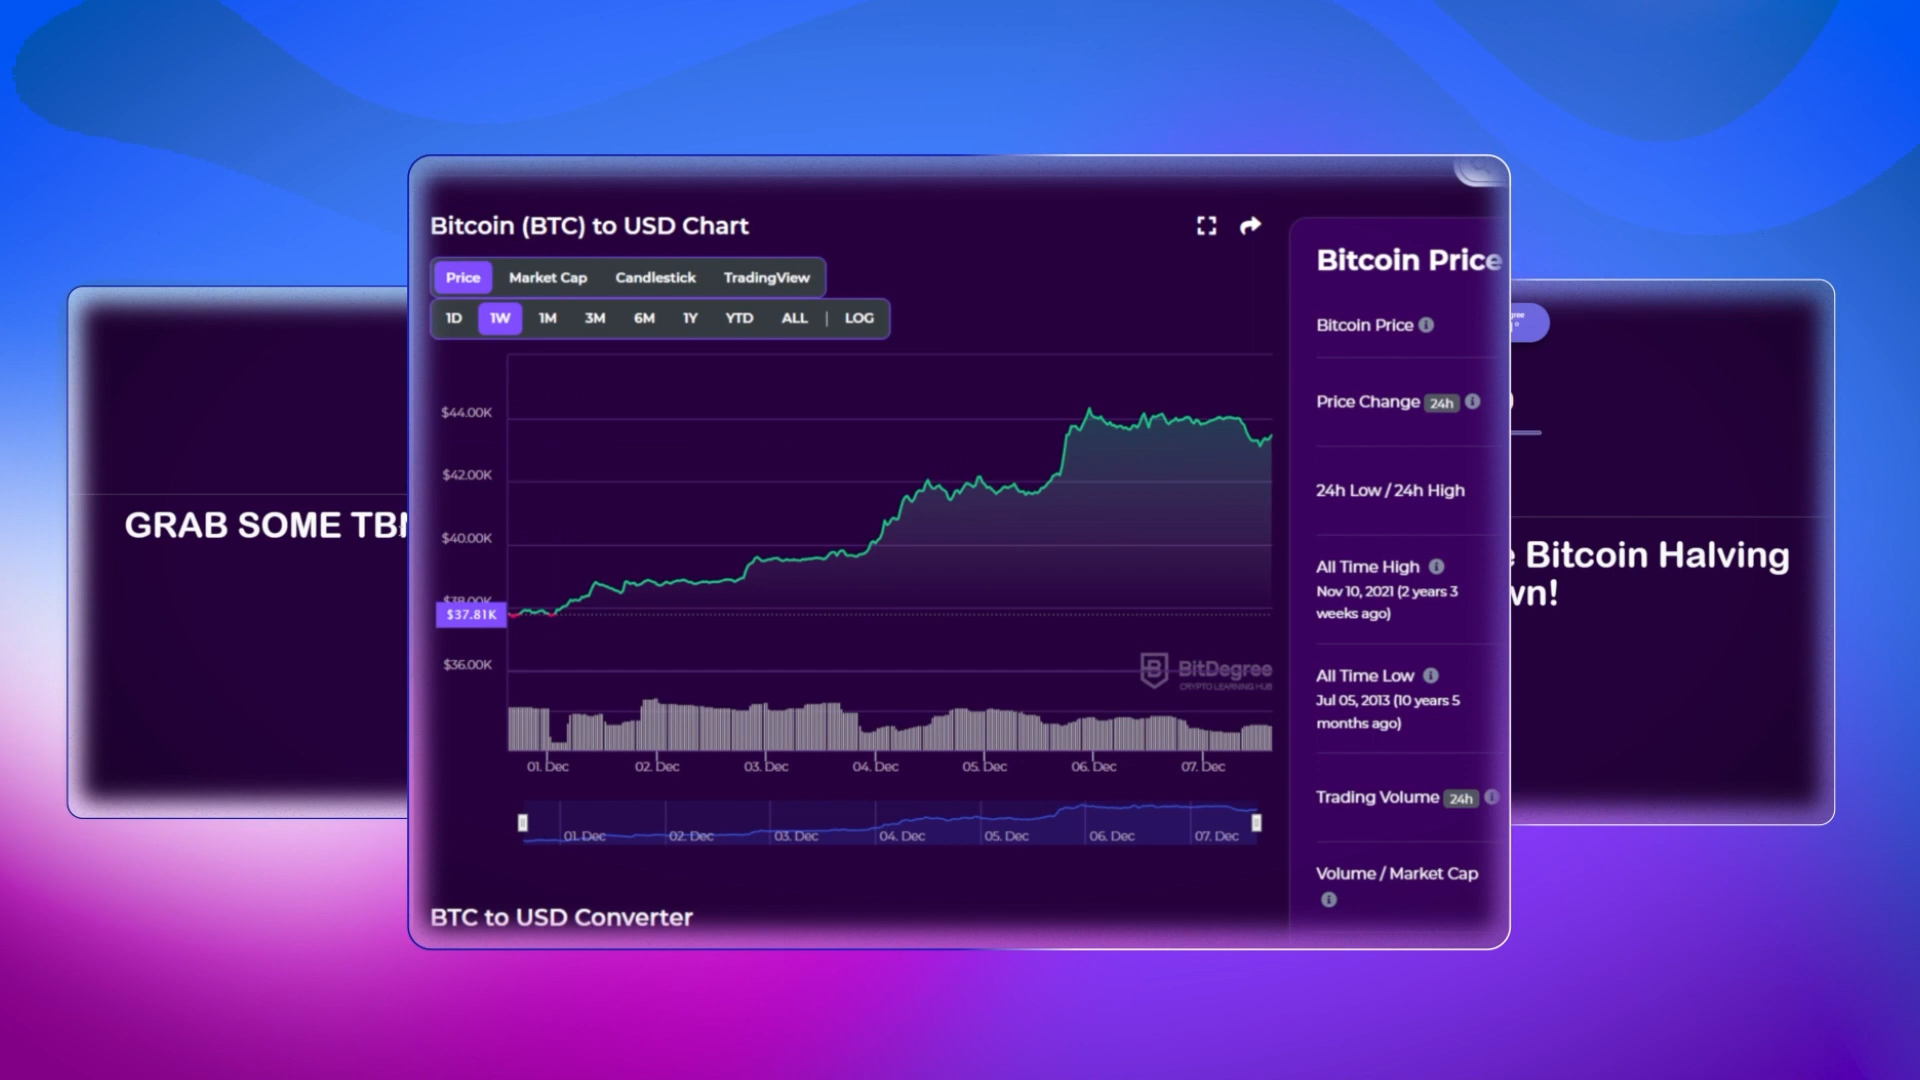 Bitcoin (BTC) to USD Chart
Price Market Cap Candlestick TradingView
1D 1W 1M 3M 6M 1Y YTD ALL | LOG
$44.00K
$42.00K
$40.00K
$38.00K
$37.81K
$36.00K
BitDegree
CRYPTO LEARNING HUB
01. Dec 02. Dec 03. Dec 04. Dec 05. Dec 06. Dec 07. Dec
01. Dec 02. Dec 03. Dec 04. Dec 05. Dec 06. Dec 07. Dec
BTC to USD Converter
Bitcoin Price
Bitcoin Price
Price Change 24h
24h Low / 24h High
All Time High
Nov 10, 2021 (2 years 3
weeks ago)
All Time Low
Jul 05, 2013 (10 years 5
months ago)
Trading Volume 24h
Volume / Market Cap
GRAB SOME
Bitcoin Halving